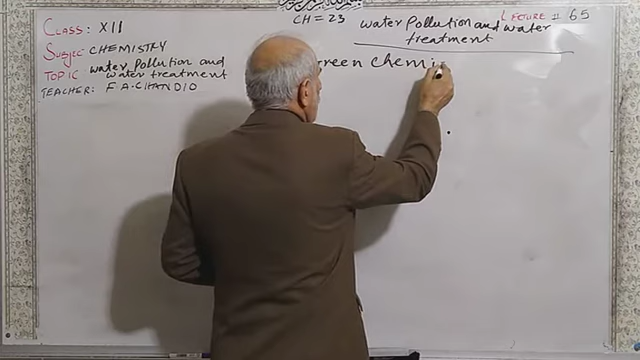 CLASS: XII
SUBJECT CHEMISTRY
TOPIC water pollution and
water treatment
TEACHER: F.A. CHANDIO
CH = 23
LECTURE # 65
water Pollution and water
treatment
reen chemi